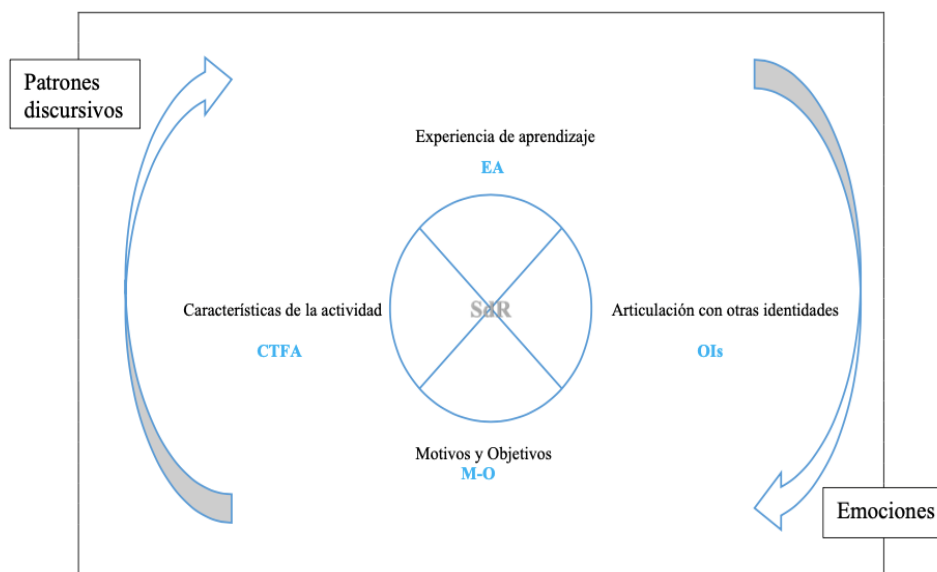 Patrones
discursivos
Experiencia de aprendizaje
EA
Características de la actividad
CTFA
SdR
Articulación con otras identidades
OIs
Motivos y Objetivos
M-O
Emociones